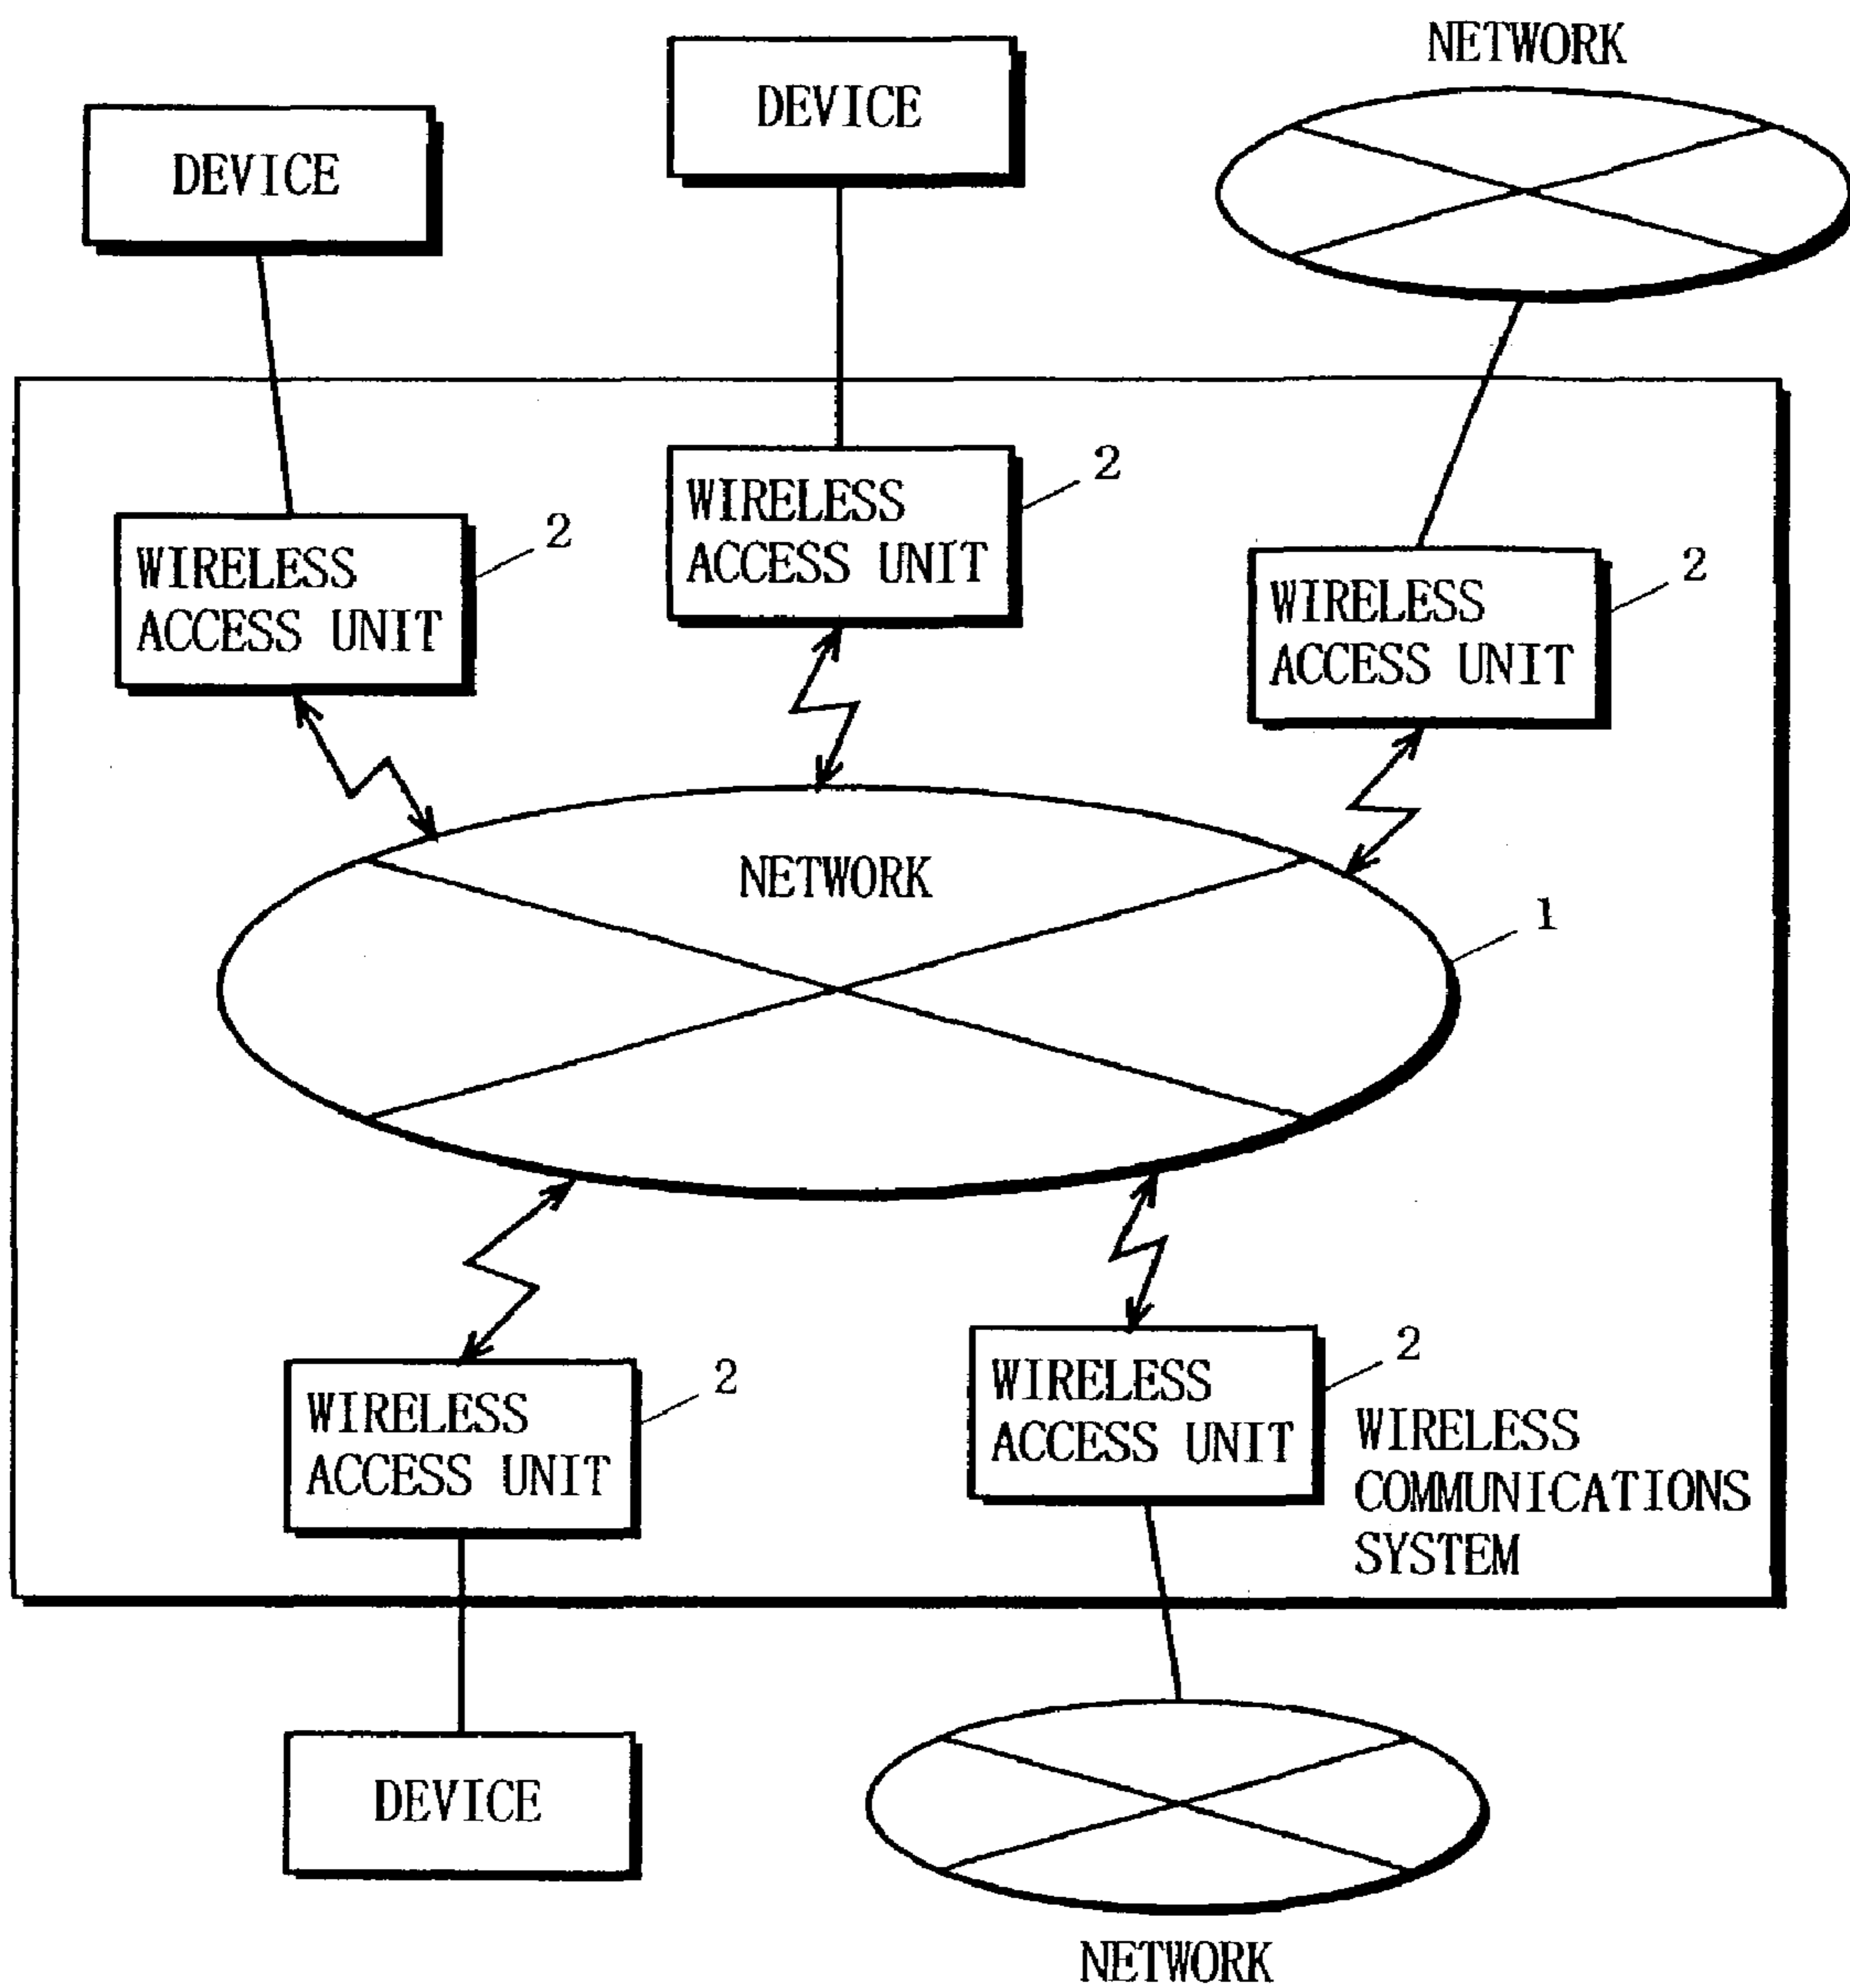 NETWORK
DEVICE
DEVICE
2
WIRELESS
ACCESS UNIT
2
WIRELESS
ACCESS UNIT
2
WIRELESS
ACCESS UNIT
NETWORK
1
2
WIRELESS
ACCESS UNIT
2
WIRELESS
ACCESS UNIT
WIRELESS
COMMUNICATIONS
SYSTEM
DEVICE
NETWORK